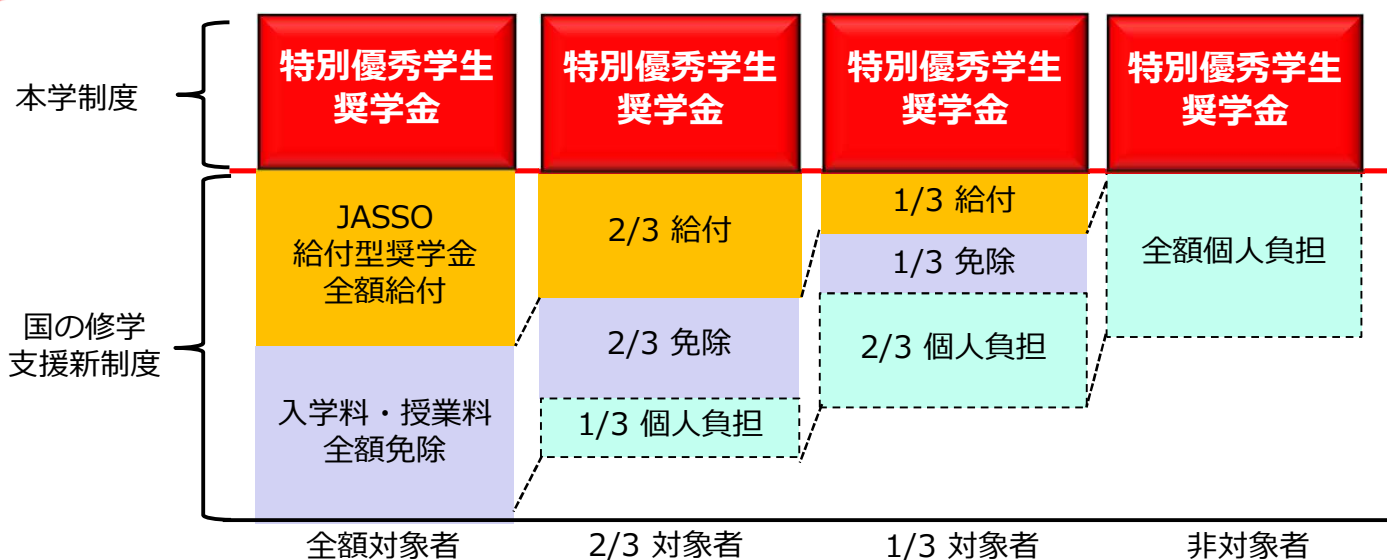 本学制度
特別優秀学生
奨学金
特別優秀学生
奨学金
特別優秀学生
奨学金
特別優秀学生
奨学金
国の修学
支援新制度
JASSO
給付型奨学金
全額給付
入学料・授業料
全額免除
2/3 給付
2/3 免除
1/3 個人負担
1/3 給付
1/3 免除
2/3 個人負担
全額個人負担
全額対象者
2/3 対象者
1/3 対象者
非対象者